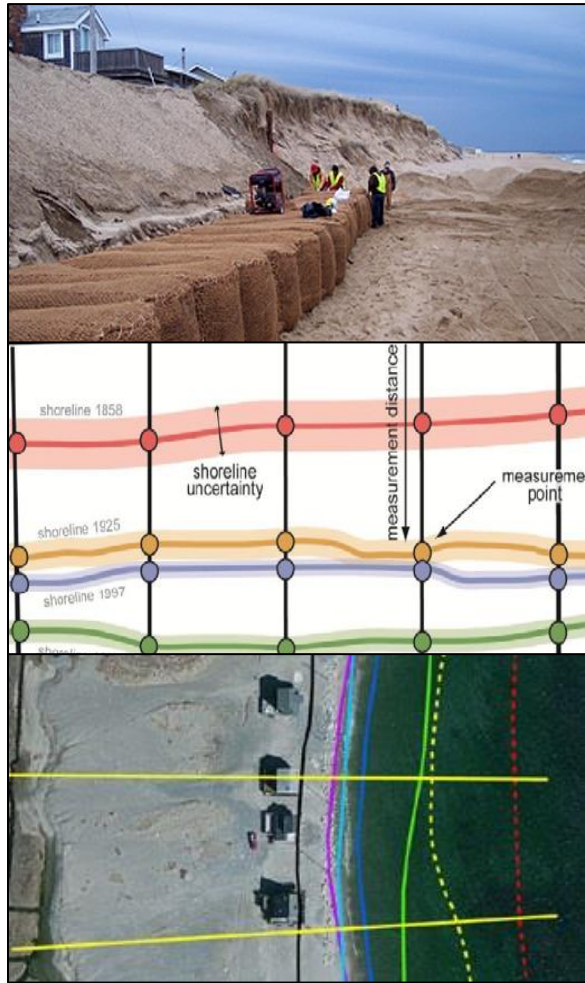 shoreline 1858
shoreline
uncertainty
measurement distance
measureme
point
shoreline 1925
shoreline 1997